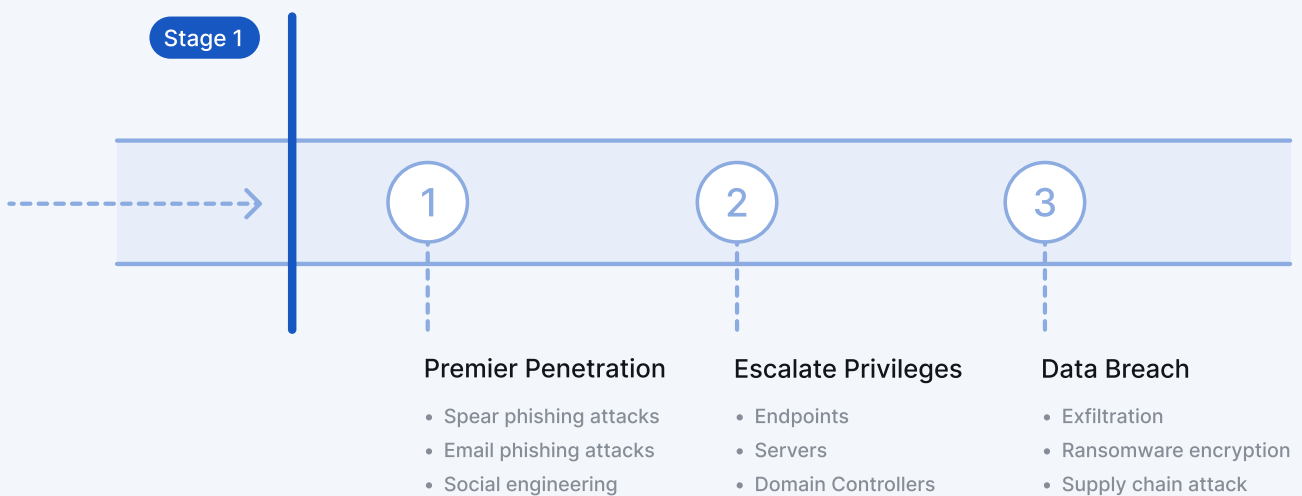 Stage 1
1
2
3
Premier Penetration
• Spear phishing attacks
• Email phishing attacks
• Social engineering
Escalate Privileges
• Endpoints
• Servers
• Domain Controllers
Data Breach
• Exfiltration
• Ransomware encryption
• Supply chain attack